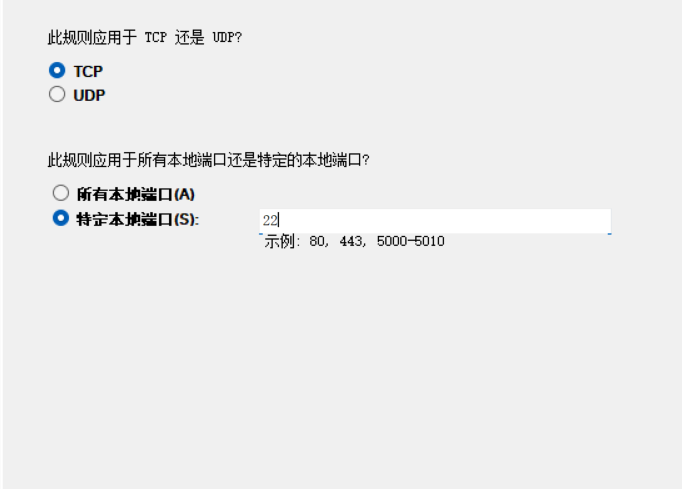 此规则应用于 TCP 还是 UDP?
TCP
UDP
此规则应用于所有本地端口还是特定的本地端口?
所有本地端口(A)
特定本地端口(S):
22
示例: 80, 443, 5000-5010